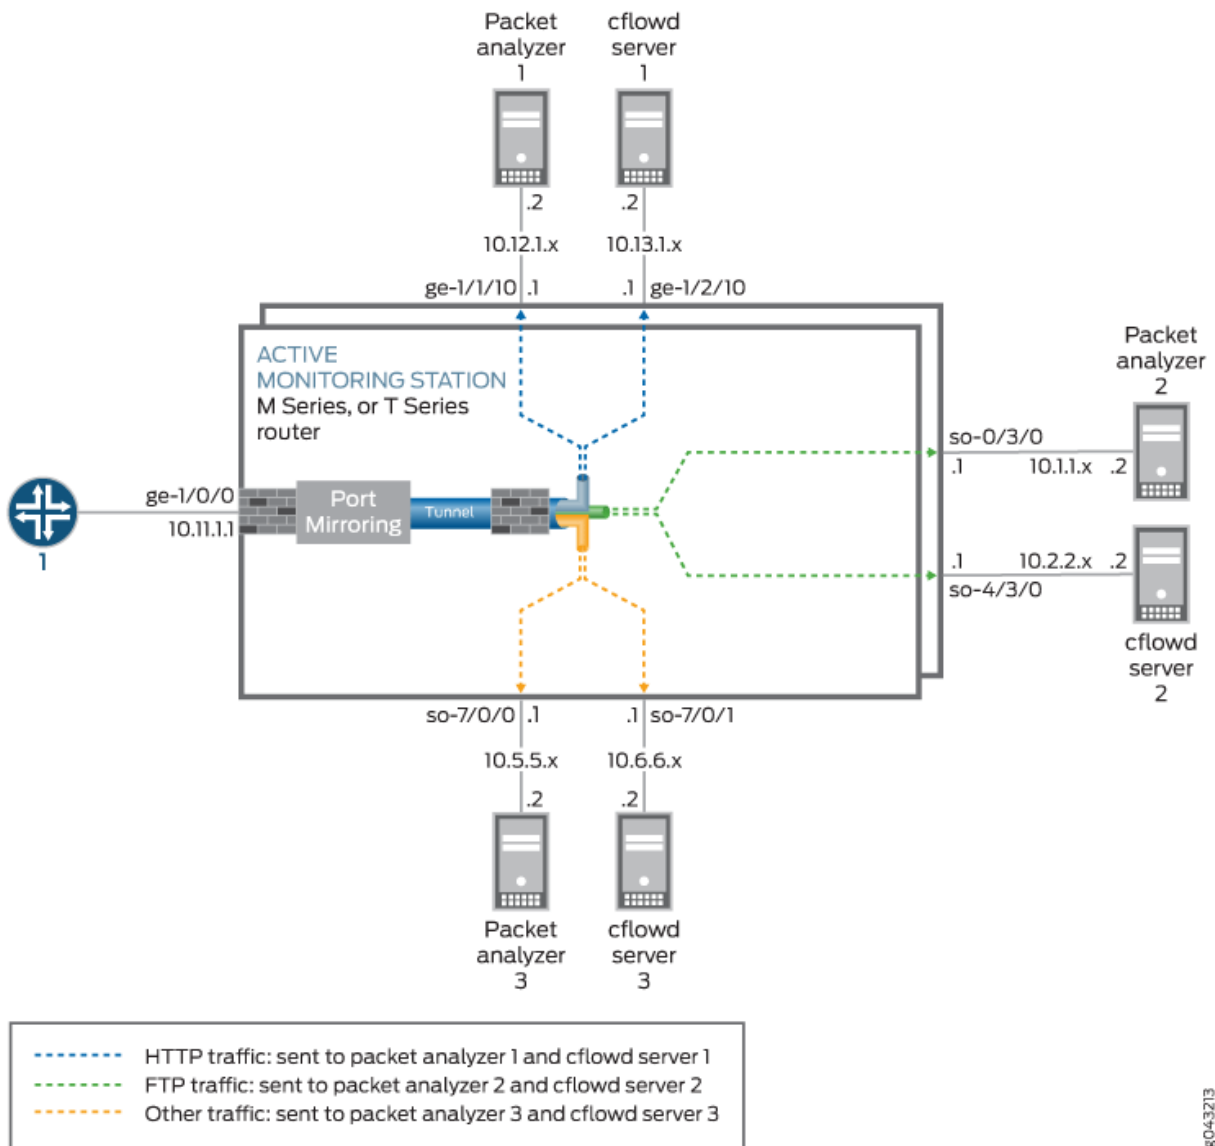 Packet
analyzer
1
cflowd
server
1
.2
.2
10.12.1.x
10.13.1.x
ge-1/1/10
.1
.1
ge-1/2/10
ACTIVE
MONITORING STATION
M Series, or T Series
router
Packet
analyzer
2
so-0/3/0
.1
10.1.1.x
.2
ge-1/0/0
10.11.1.1
1
Port
Mirroring
Tunnel
.1
10.2.2.x
.2
so-4/3/0
cflowd
server
2
so-7/0/0
.1
.1
so-7/0/1
10.5.5.x
10.6.6.x
.2
.2
Packet
analyzer
3
cflowd
server
3
HTTP traffic: sent to packet analyzer 1 and cflowd server 1
FTP traffic: sent to packet analyzer 2 and cflowd server 2
Other traffic: sent to packet analyzer 3 and cflowd server 3
g043213